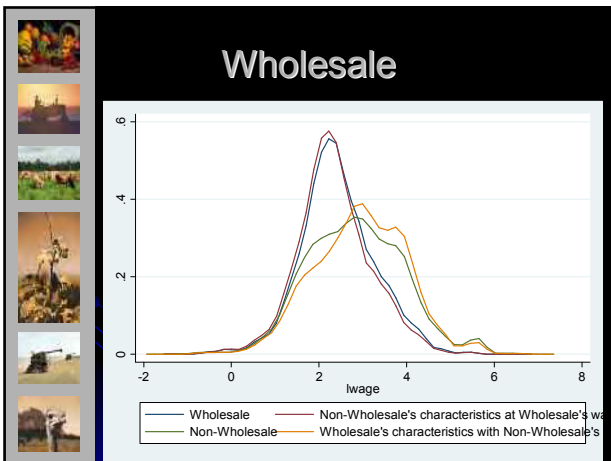 Wholesale
.6
.4
.2
0
-2 0 2 4 6 8
lwage
Wholesale Non-Wholesale's characteristics at Wholesale's
Non-Wholesale Wholesale's characteristics with Non-Wholesale's